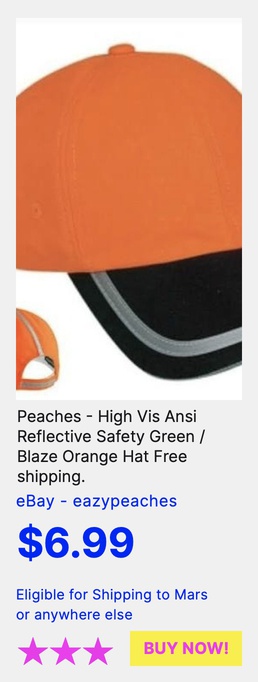 Peaches - High Vis Ansi
Reflective Safety Green /
Blaze Orange Hat Free
shipping.
eBay - eazypeaches
$6.99
Eligible for Shipping to Mars
or anywhere else
BUY NOW!